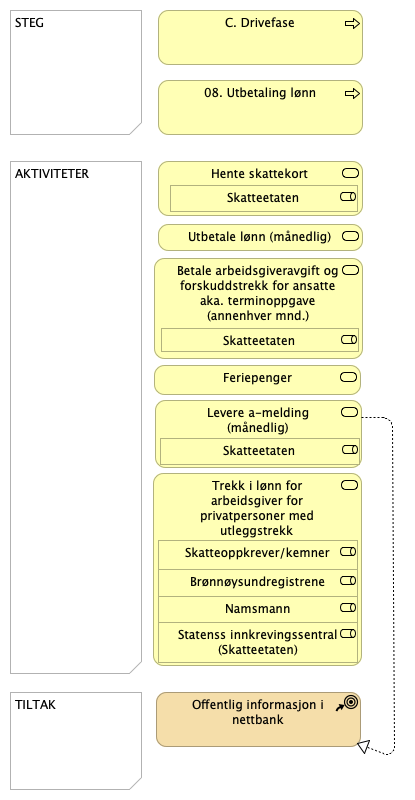 STEG
C. Drivefase
08. Utbetaling lønn
AKTIVITETER
Hente skattekort
Skatteetaten
Utbetale lønn (månedlig)
Betale arbeidsgiveravgift og
forskuddstrekk for ansatte
aka. terminoppgave
(annenhver mnd.)
Skatteetaten
Feriepenger
Levere a-melding
(månedlig)
Skatteetaten
Trekk i lønn for
arbeidsgiver for
privatpersoner med
utleggstrekk
Skatteoppkrever/kemner
Brønnøysundregistrene
Namsmann
Statenss innkrevingssentral
(Skatteetaten)
TILTAK
Offentlig informasjon i
nettbank